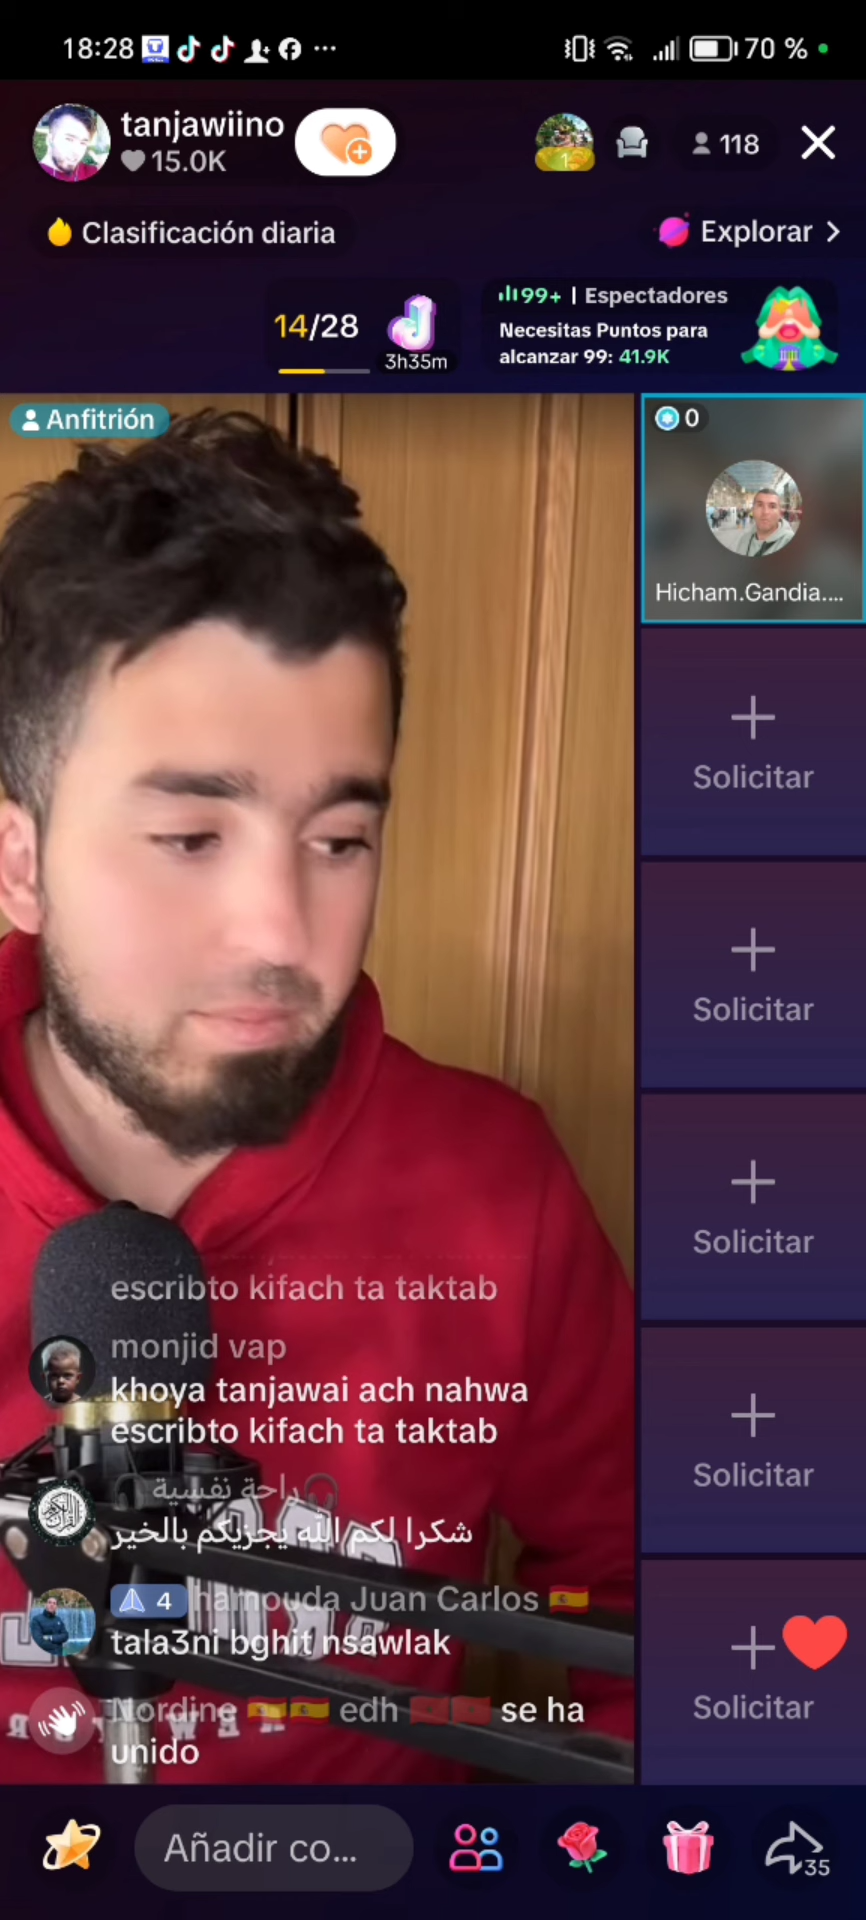 18:28
70 %
tanjawiino
15.0K
1
118
Clasificación diaria
Explorar
14/28
3h35m
99+ | Espectadores
Necesitas Puntos para
alcanzar 99: 41.9K
Anfitrión
0
Hicham.Gandia....
Solicitar
Solicitar
Solicitar
Solicitar
Solicitar
escribto kifach ta taktab
monjid vap
khoya tanjawai ach nahwa
escribto kifach ta taktab
راحة نفسية
شكرا لكم الله يجزيكم بالخير
4 hamouda Juan Carlos
tala3ni bghit nsawlak
Nordine edh se ha
unido
Añadir co...
35